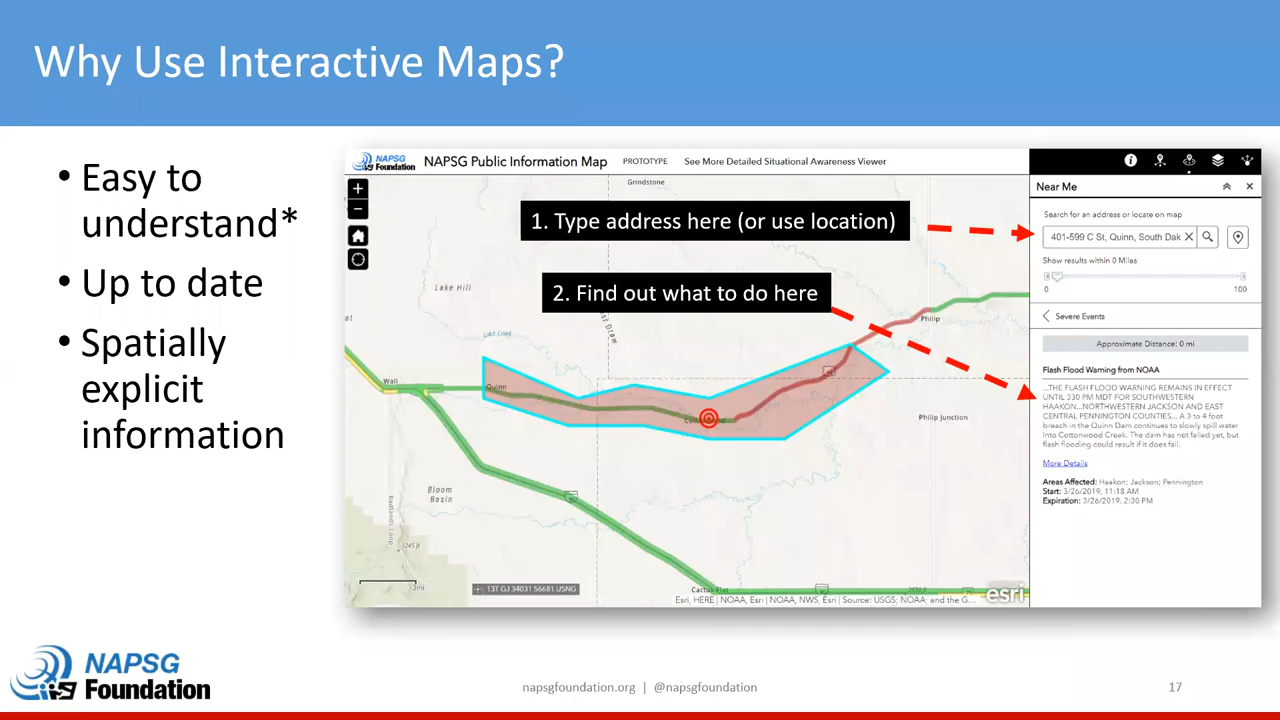 Why Use Interactive Maps?
• Easy to
understand*
• Up to date
• Spatially
explicit
information
NAPSG
Foundation
NAPSG Public Information Map
PROTOTYPE
See More Detailed Situational Awareness Viewer
Grindstone
1. Type address here (or use location)
2. Find out what to do here
Lake Hill
Philip
Wall
Quinn
Philip Junction
Bloom
Basin
3245 ft
3mi
Cactus Flat
13T GJ 34031 56681 USNG
Esri, HERE | NOAA, Esri | NOAA, NWS, Esri | Source: USGS; NOAA; and the G...
esri
Near Me
Search for an address or locate on map
401-599 C St, Quinn, South Dak
Show results within 0 Miles
0
100
Severe Events
Approximate Distance: 0 mi
Flash Flood Warning from NOAA
...THE FLASH FLOOD WARNING REMAINS IN EFFECT
UNTIL 230 PM MDT FOR SOUTHWESTERN
HAAKON...NORTHWESTERN JACKSON AND EAST
CENTRAL PENNINGTON COUNTIES... A 3 to 4 foot
breach in the Quinn Dam continues to slowly spill water
into Cottonwood Creek. The dam has not failed yet, but
flash flooding could result if it does fail.
More Details
Areas Affected: Haakon; Jackson; Pennington
Start: 3/26/2019, 11:18 AM
Expiration: 3/26/2019, 2:30 PM
NAPSG
Foundation
napsgfoundation.org | @napsgfoundation
17